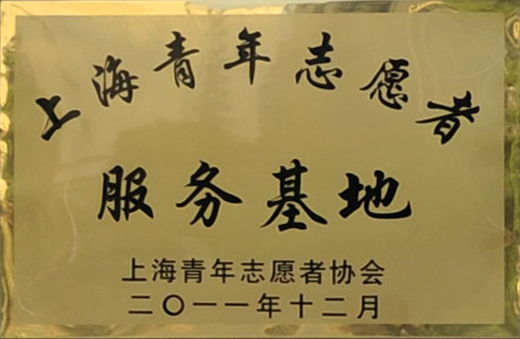 上海青年志愿者
服务基地
上海青年志愿者协会
二〇一一年十二月